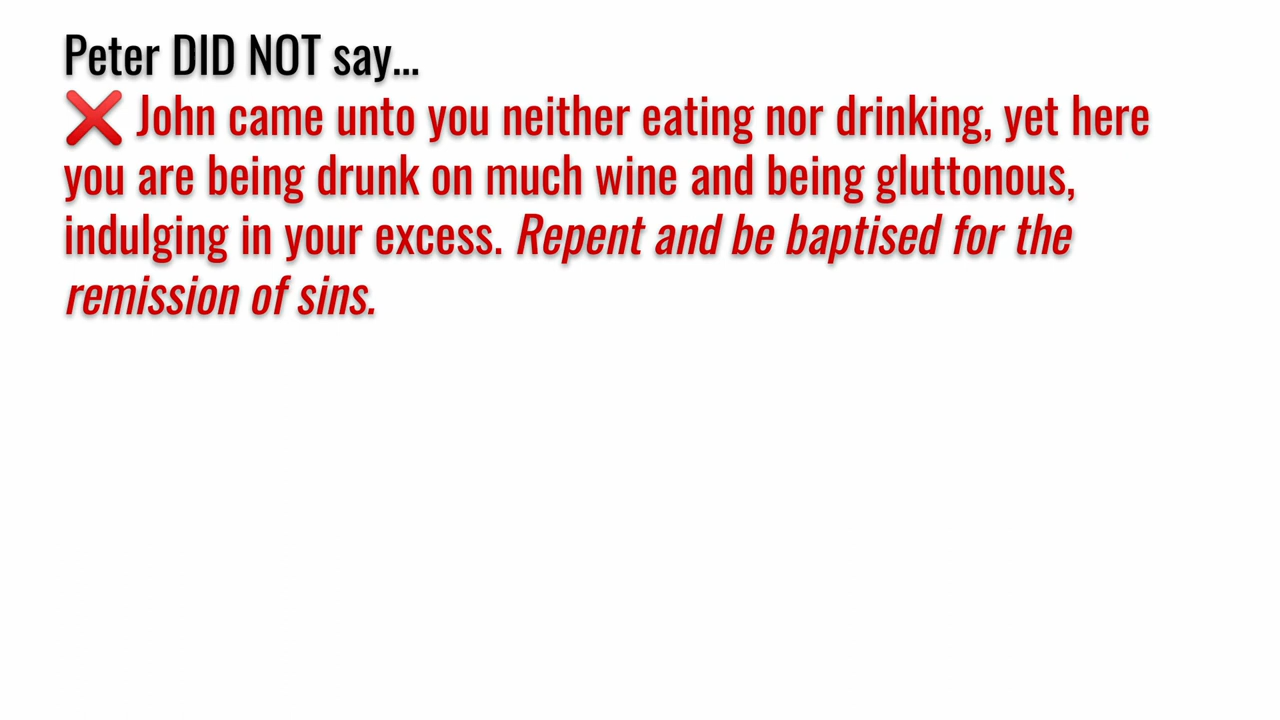 Peter DID NOT say...
❌ John came unto you neither eating nor drinking, yet here
you are being drunk on much wine and being gluttonous,
indulging in your excess. Repent and be baptised for the
remission of sins.